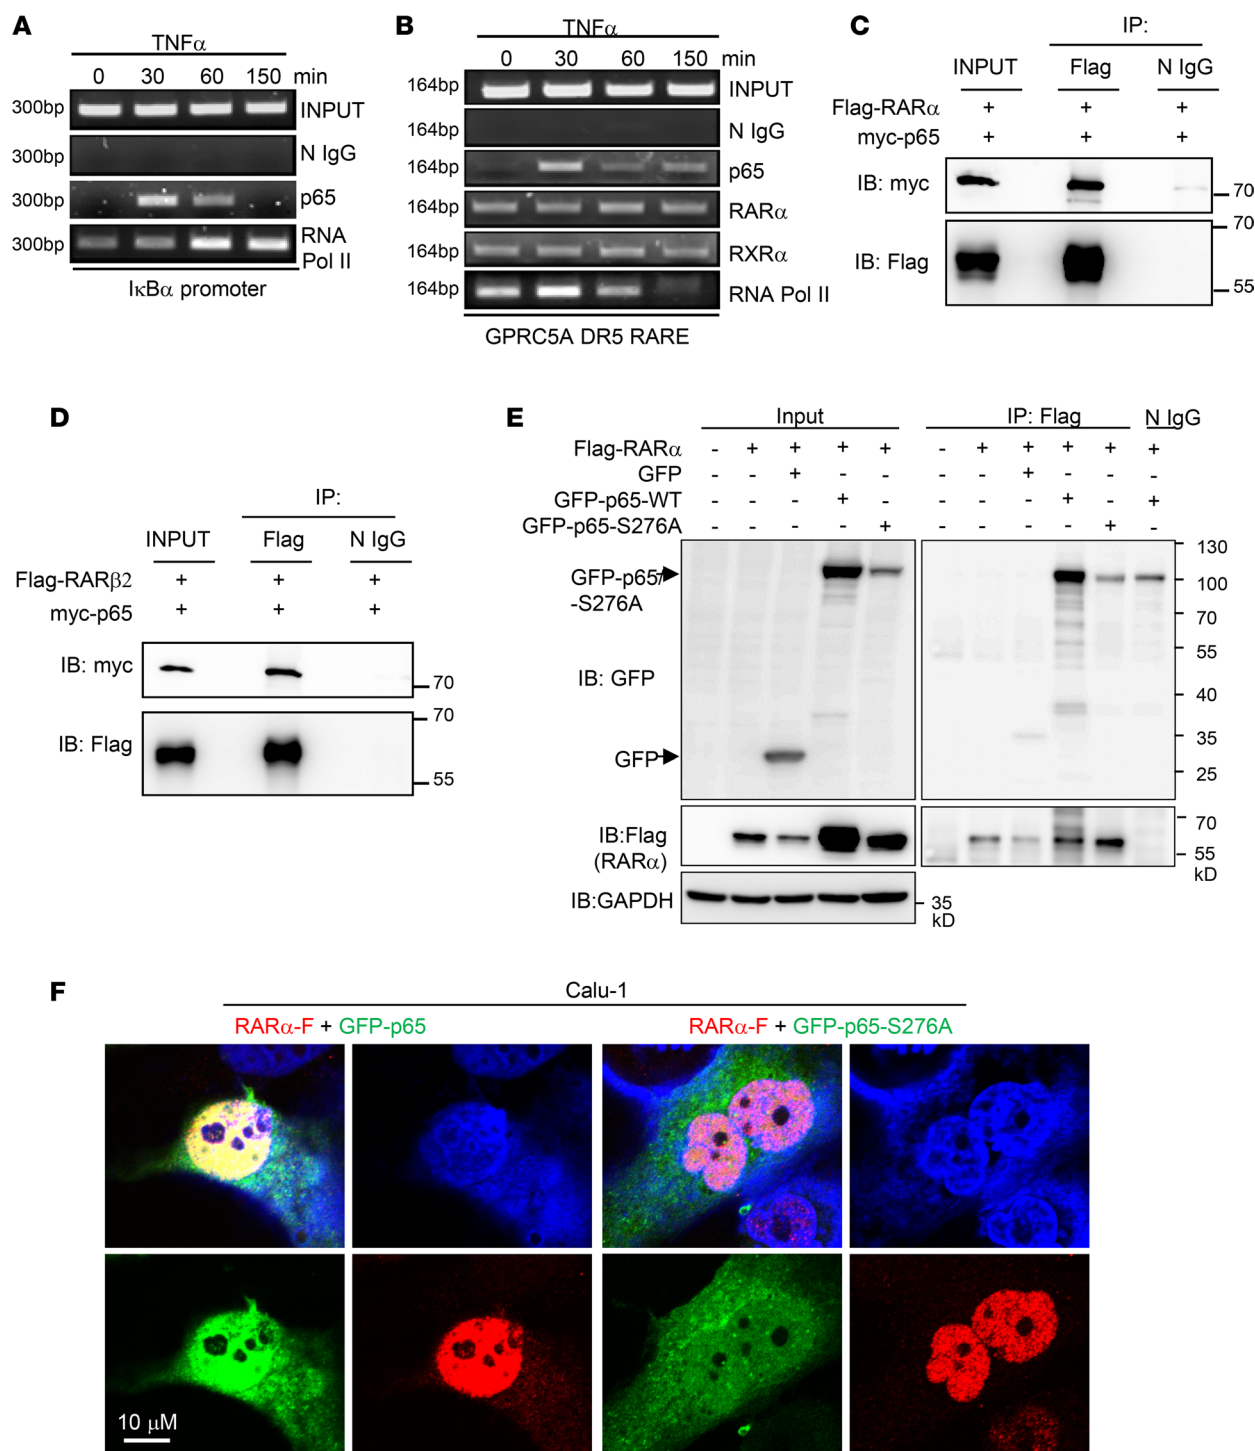 A
TNFα
0 30 60 150 min
300bp INPUT
300bp N IgG
300bp p65
300bp RNA Pol II
IκBα promoter
B
TNFα
0 30 60 150 min
164bp INPUT
164bp N IgG
164bp p65
164bp RARα
164bp RXRα
164bp RNA Pol II
GPRC5A DR5 RARE
C
IP:
INPUT Flag N IgG
Flag-RARα + + +
myc-p65 + + +
IB: myc 70
70
IB: Flag
55
D
IP:
INPUT Flag N IgG
Flag-RARβ2 + + +
myc-p65 + + +
IB: myc
70
70
IB: Flag
55
E
Input IP: Flag N IgG
Flag-RARα - + + + + - + + + + +
GFP - - + - - - - + - - -
GFP-p65-WT - - - + - - - - + - +
GFP-p65-S276A - - - - + - - - - + -
130
GFP-p65/ 100
-S276A
70
55
IB: GFP
40
35
GFP
25
70
IB:Flag
(RARα) 55
kD
IB:GAPDH 35
kD
F
Calu-1
RARα-F + GFP-p65 RARα-F + GFP-p65-S276A
10 μM